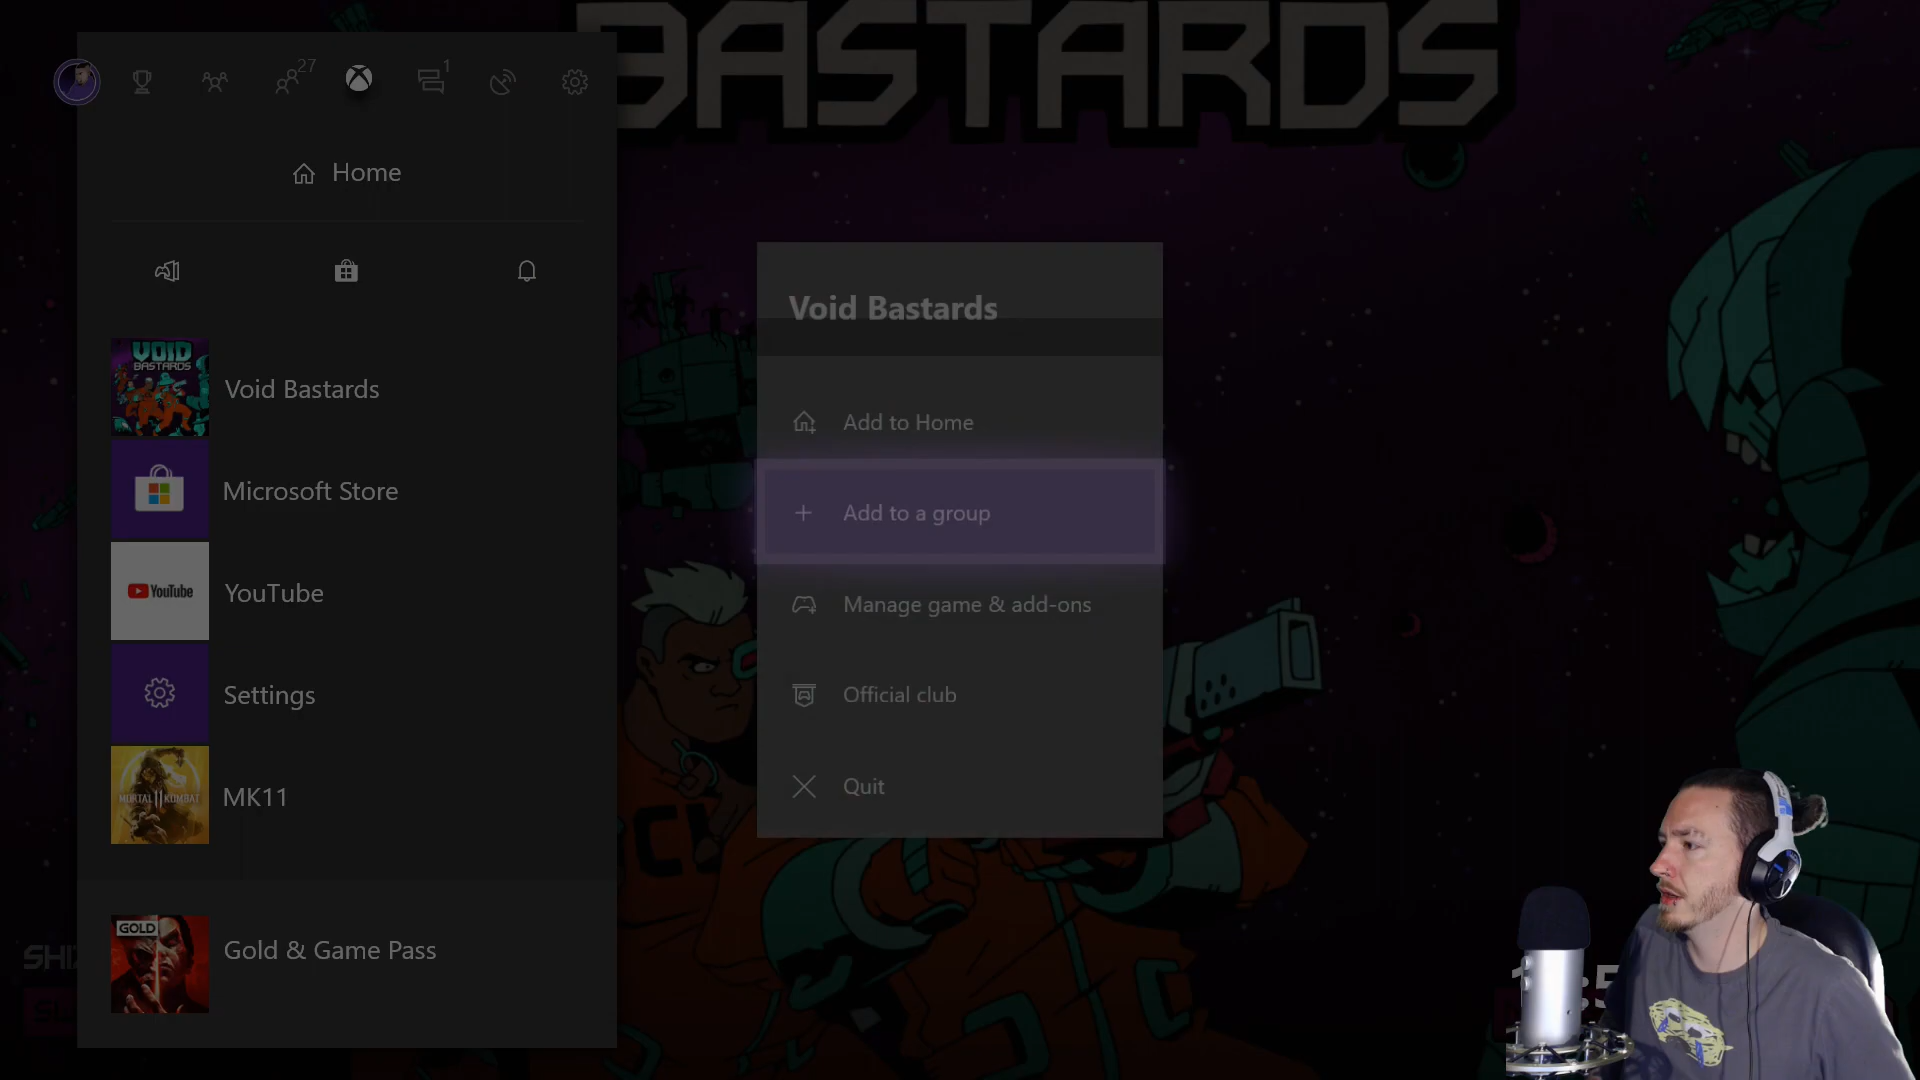 BASTARDS
27
1
Home
Void Bastards
VOID
BASTARDS
Void Bastards
Add to Home
Microsoft Store
Add to a group
YouTube
YouTube
Manage game & add-ons
Settings
Official club
MORTAL KOMBAT
MK11
Quit
GOLD
Gold & Game Pass